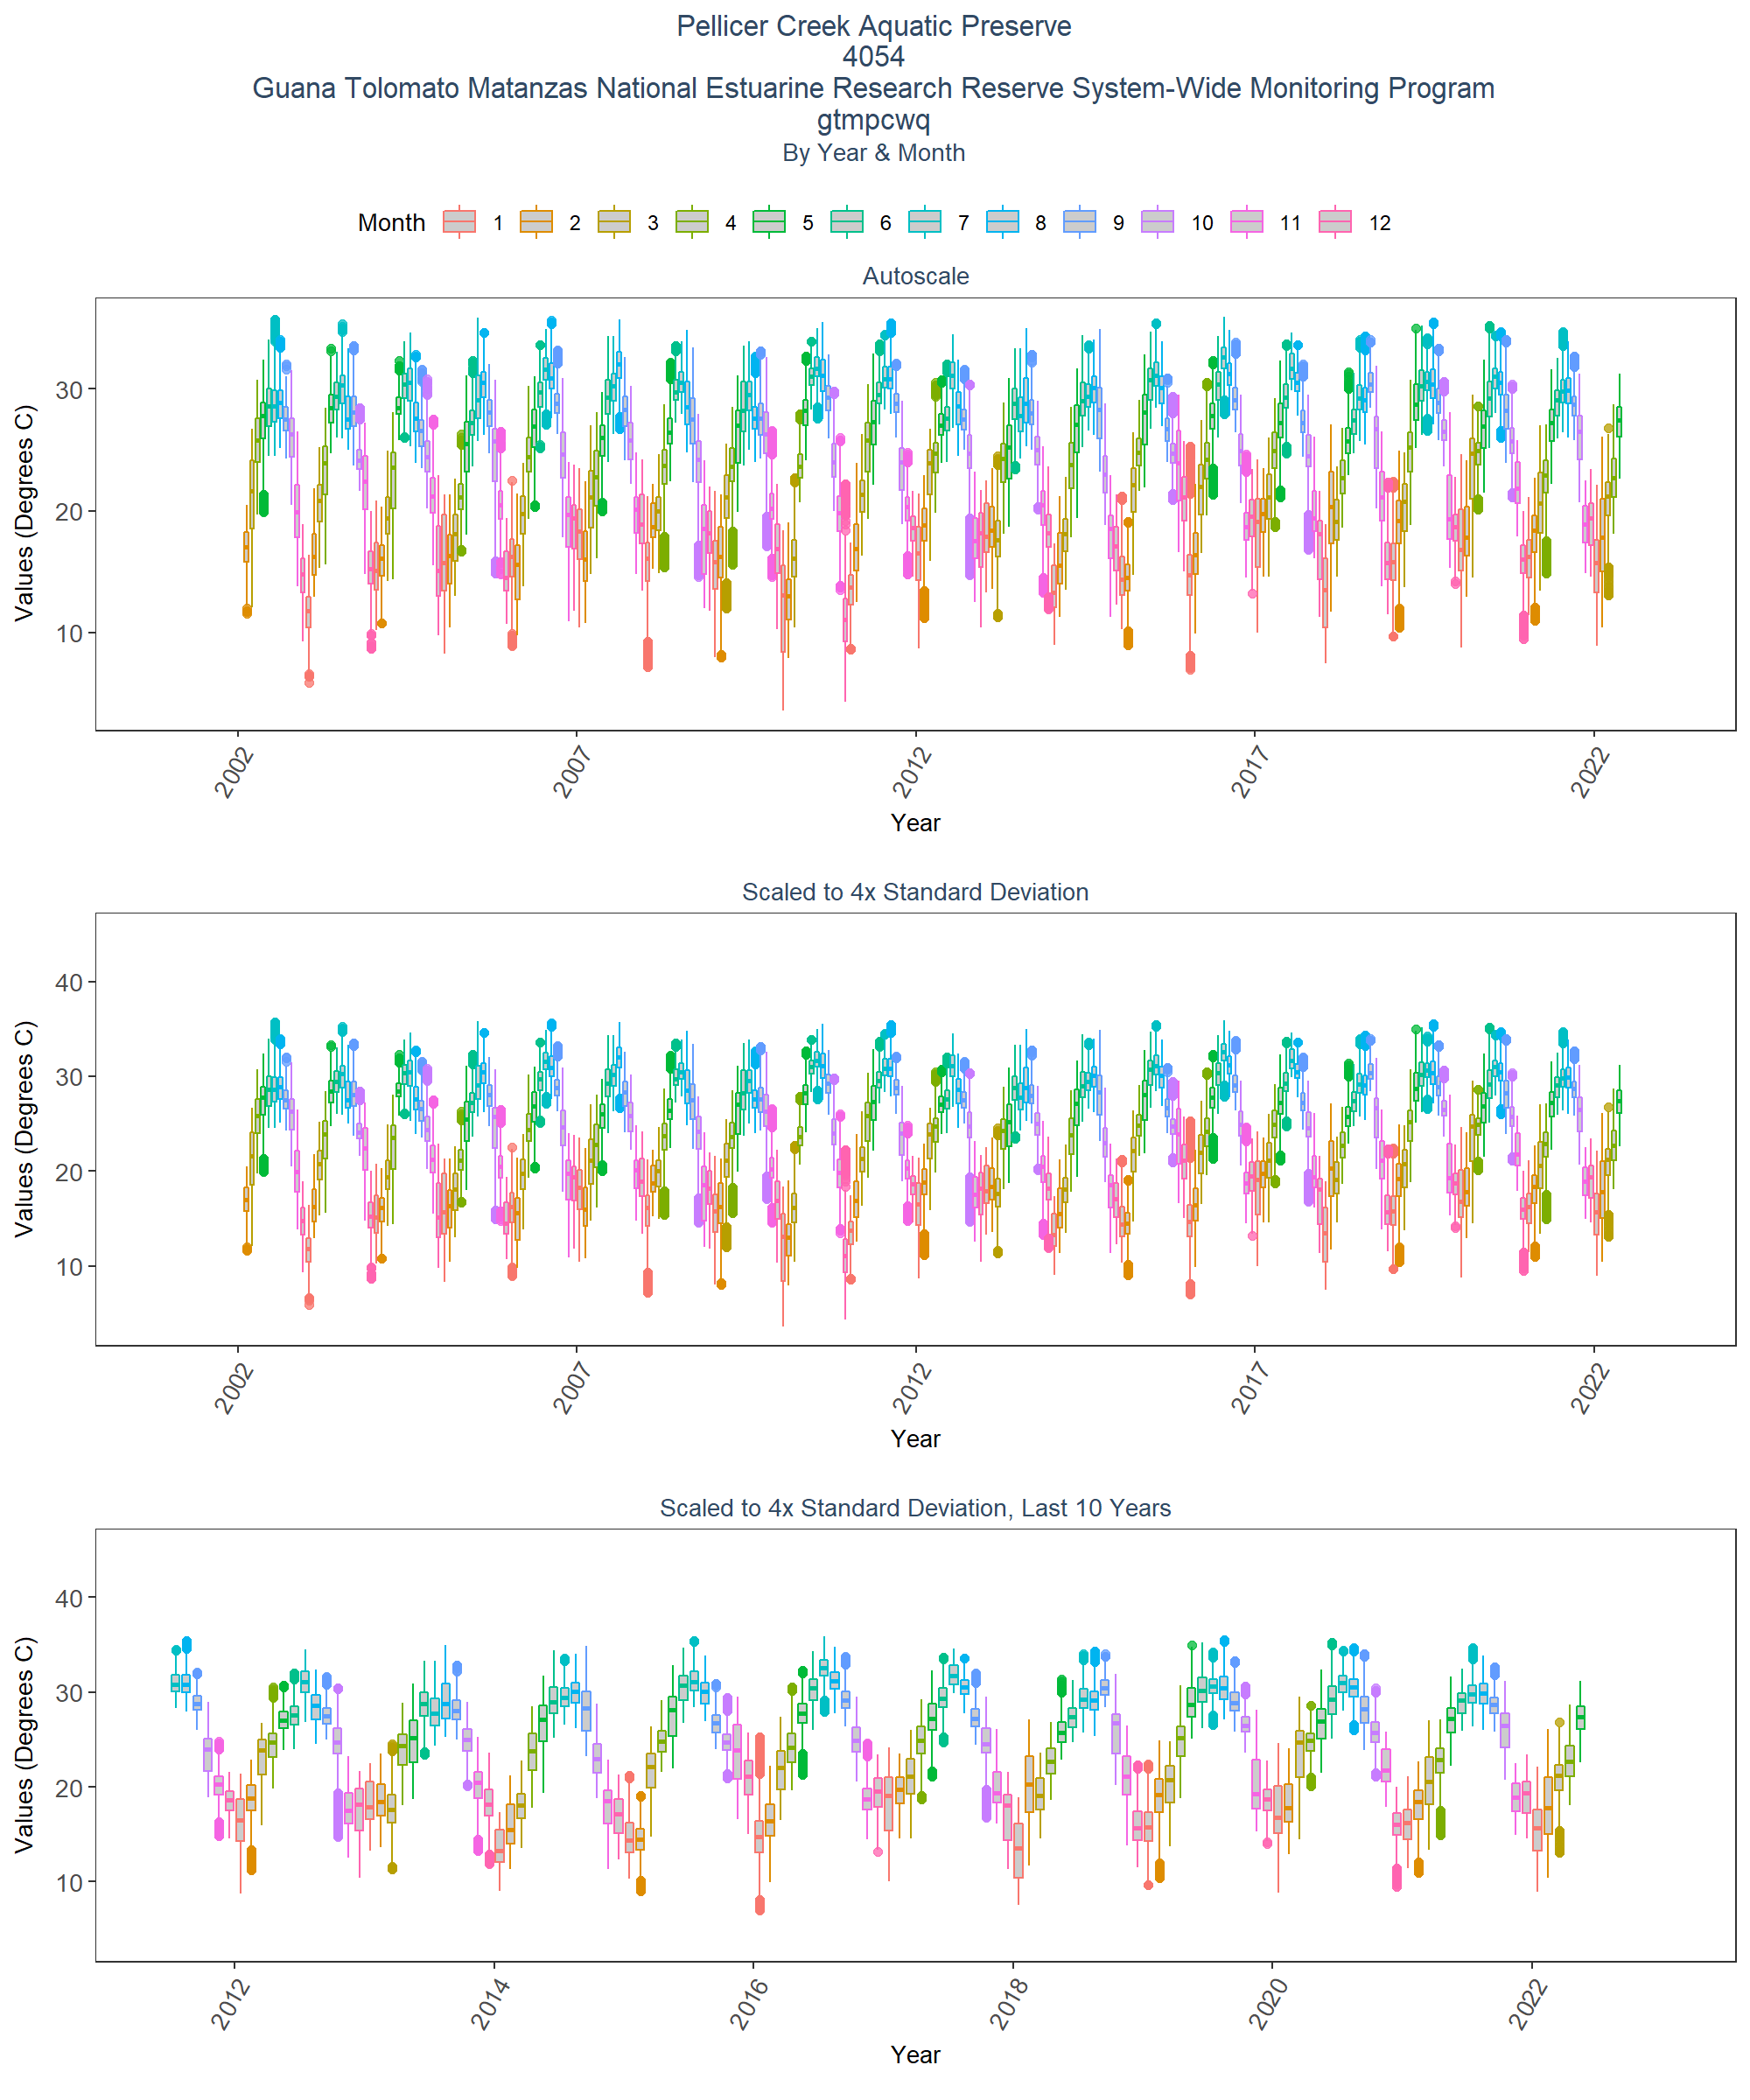 Pellicer Creek Aquatic Preserve
4054
Guana Tolomato Matanzas National Estuarine Research Reserve System-Wide Monitoring Program
gtmpcwq
By Year & Month
Month 1 2 3 4 5 6 7 8 9 10 11 12
Autoscale
Values (Degrees C)
30
20
10
2002 2007 2012 2017 2022
Year
Scaled to 4x Standard Deviation
Values (Degrees C)
40
30
20
10
2002 2007 2012 2017 2022
Year
Scaled to 4x Standard Deviation, Last 10 Years
Values (Degrees C)
40
30
20
10
2012 2014 2016 2018 2020 2022
Year